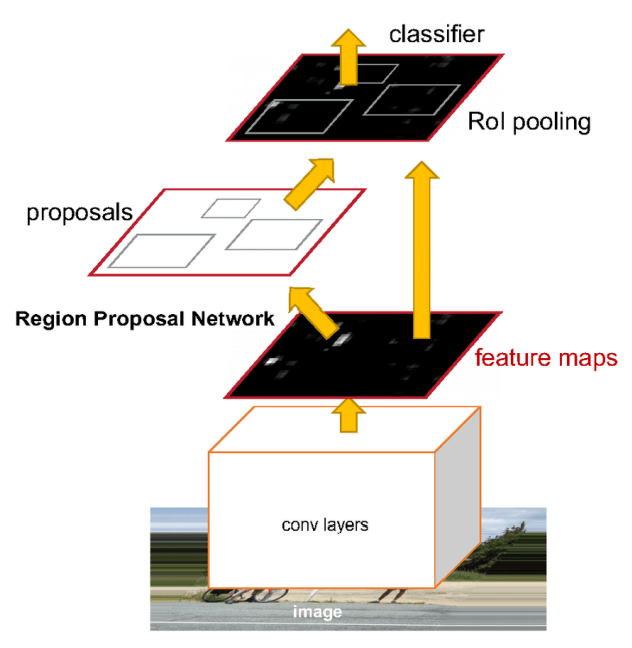 classifier
RoI pooling
proposals
Region Proposal Network
feature maps
conv layers
image